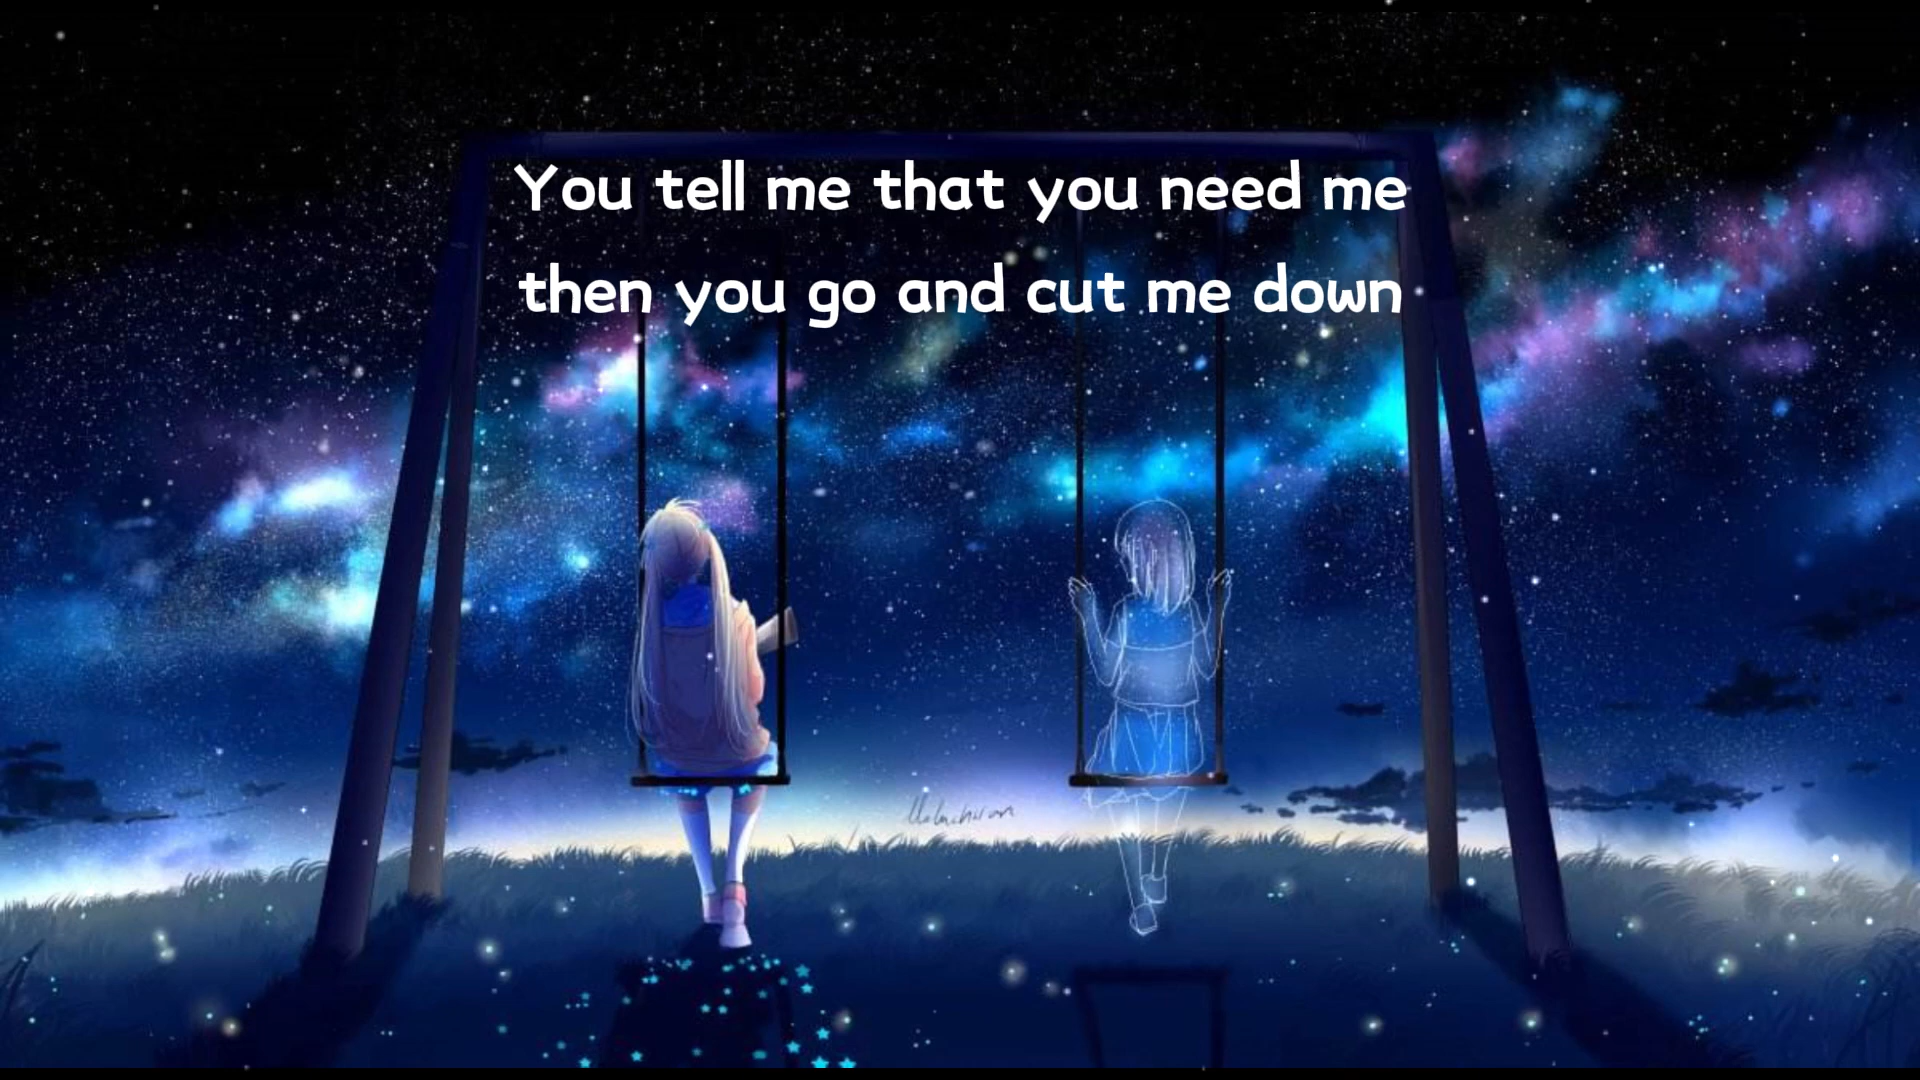 You tell me that you need me
then you go and cut me down